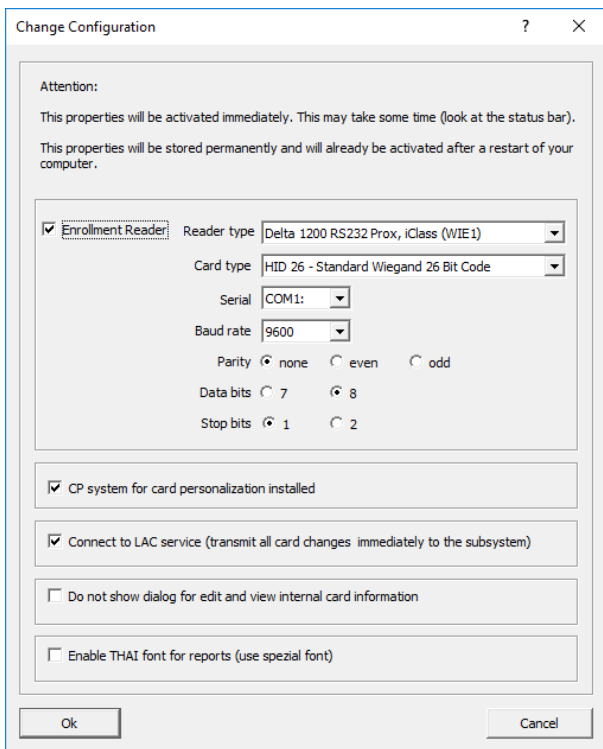 Change Configuration ? ×
Attention:
This properties will be activated immediately. This may take some time (look at the status bar).
This properties will be stored permanently and will already be activated after a restart of your
computer.
Enrollment Reader Reader type Delta 1200 RS232 Prox, iClass (WIE1)
Card type HID 26 - Standard Wiegand 26 Bit Code
Serial COM1:
Baud rate 9600
Parity none even odd
Data bits 7 8
Stop bits 1 2
CP system for card personalization installed
Connect to LAC service (transmit all card changes immediately to the subsystem)
Do not show dialog for edit and view internal card information
Enable THAI font for reports (use spezial font)
Ok Cancel